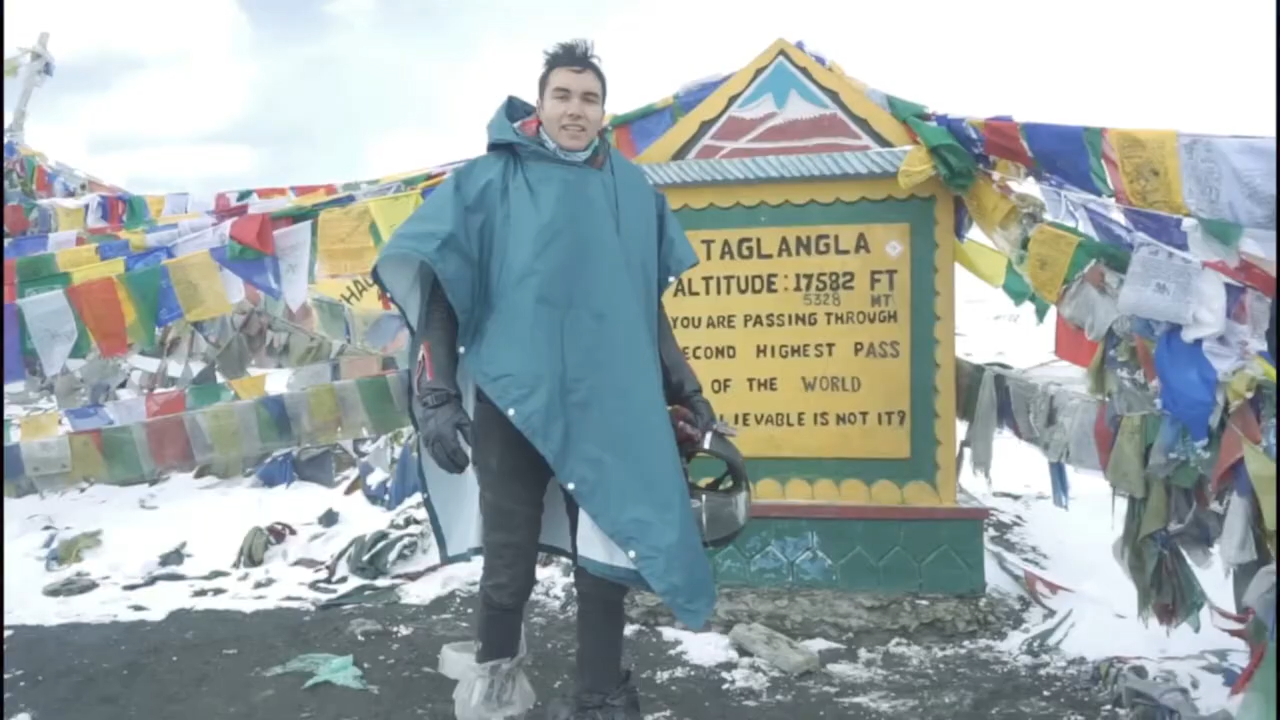 TAGLANGLA
ALTITUDE: 17582 FT
5328 MT
YOU ARE PASSING THROUGH
ECOND HIGHEST PASS
OF THE WORLD
LIEVABLE IS NOT IT?